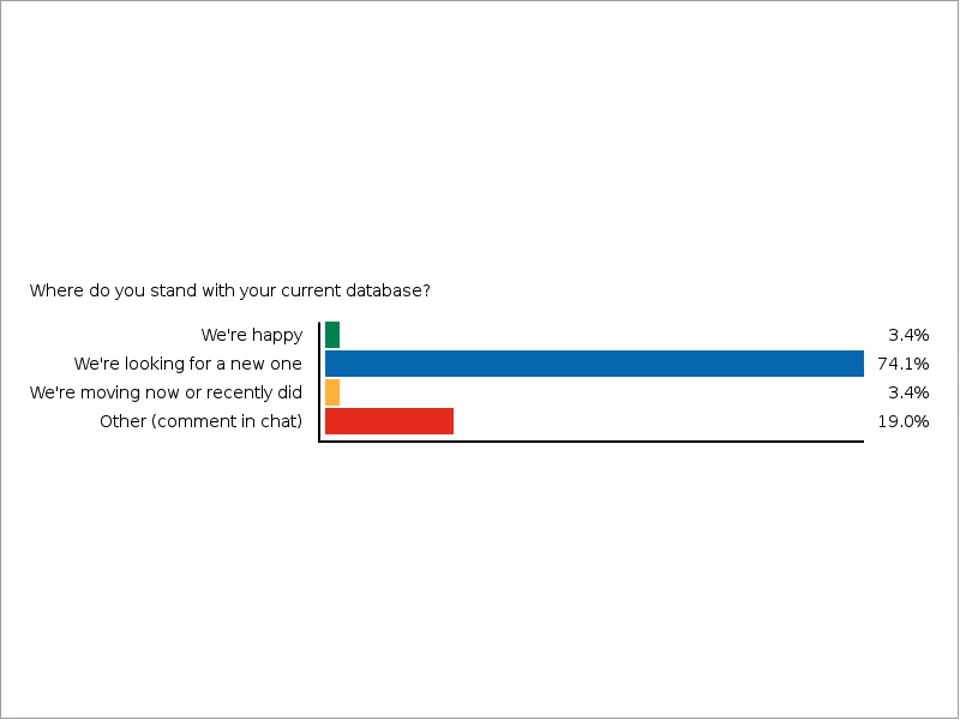 Where do you stand with your current database?
We're happy 3.4%
We're looking for a new one 74.1%
We're moving now or recently did 3.4%
Other (comment in chat) 19.0%